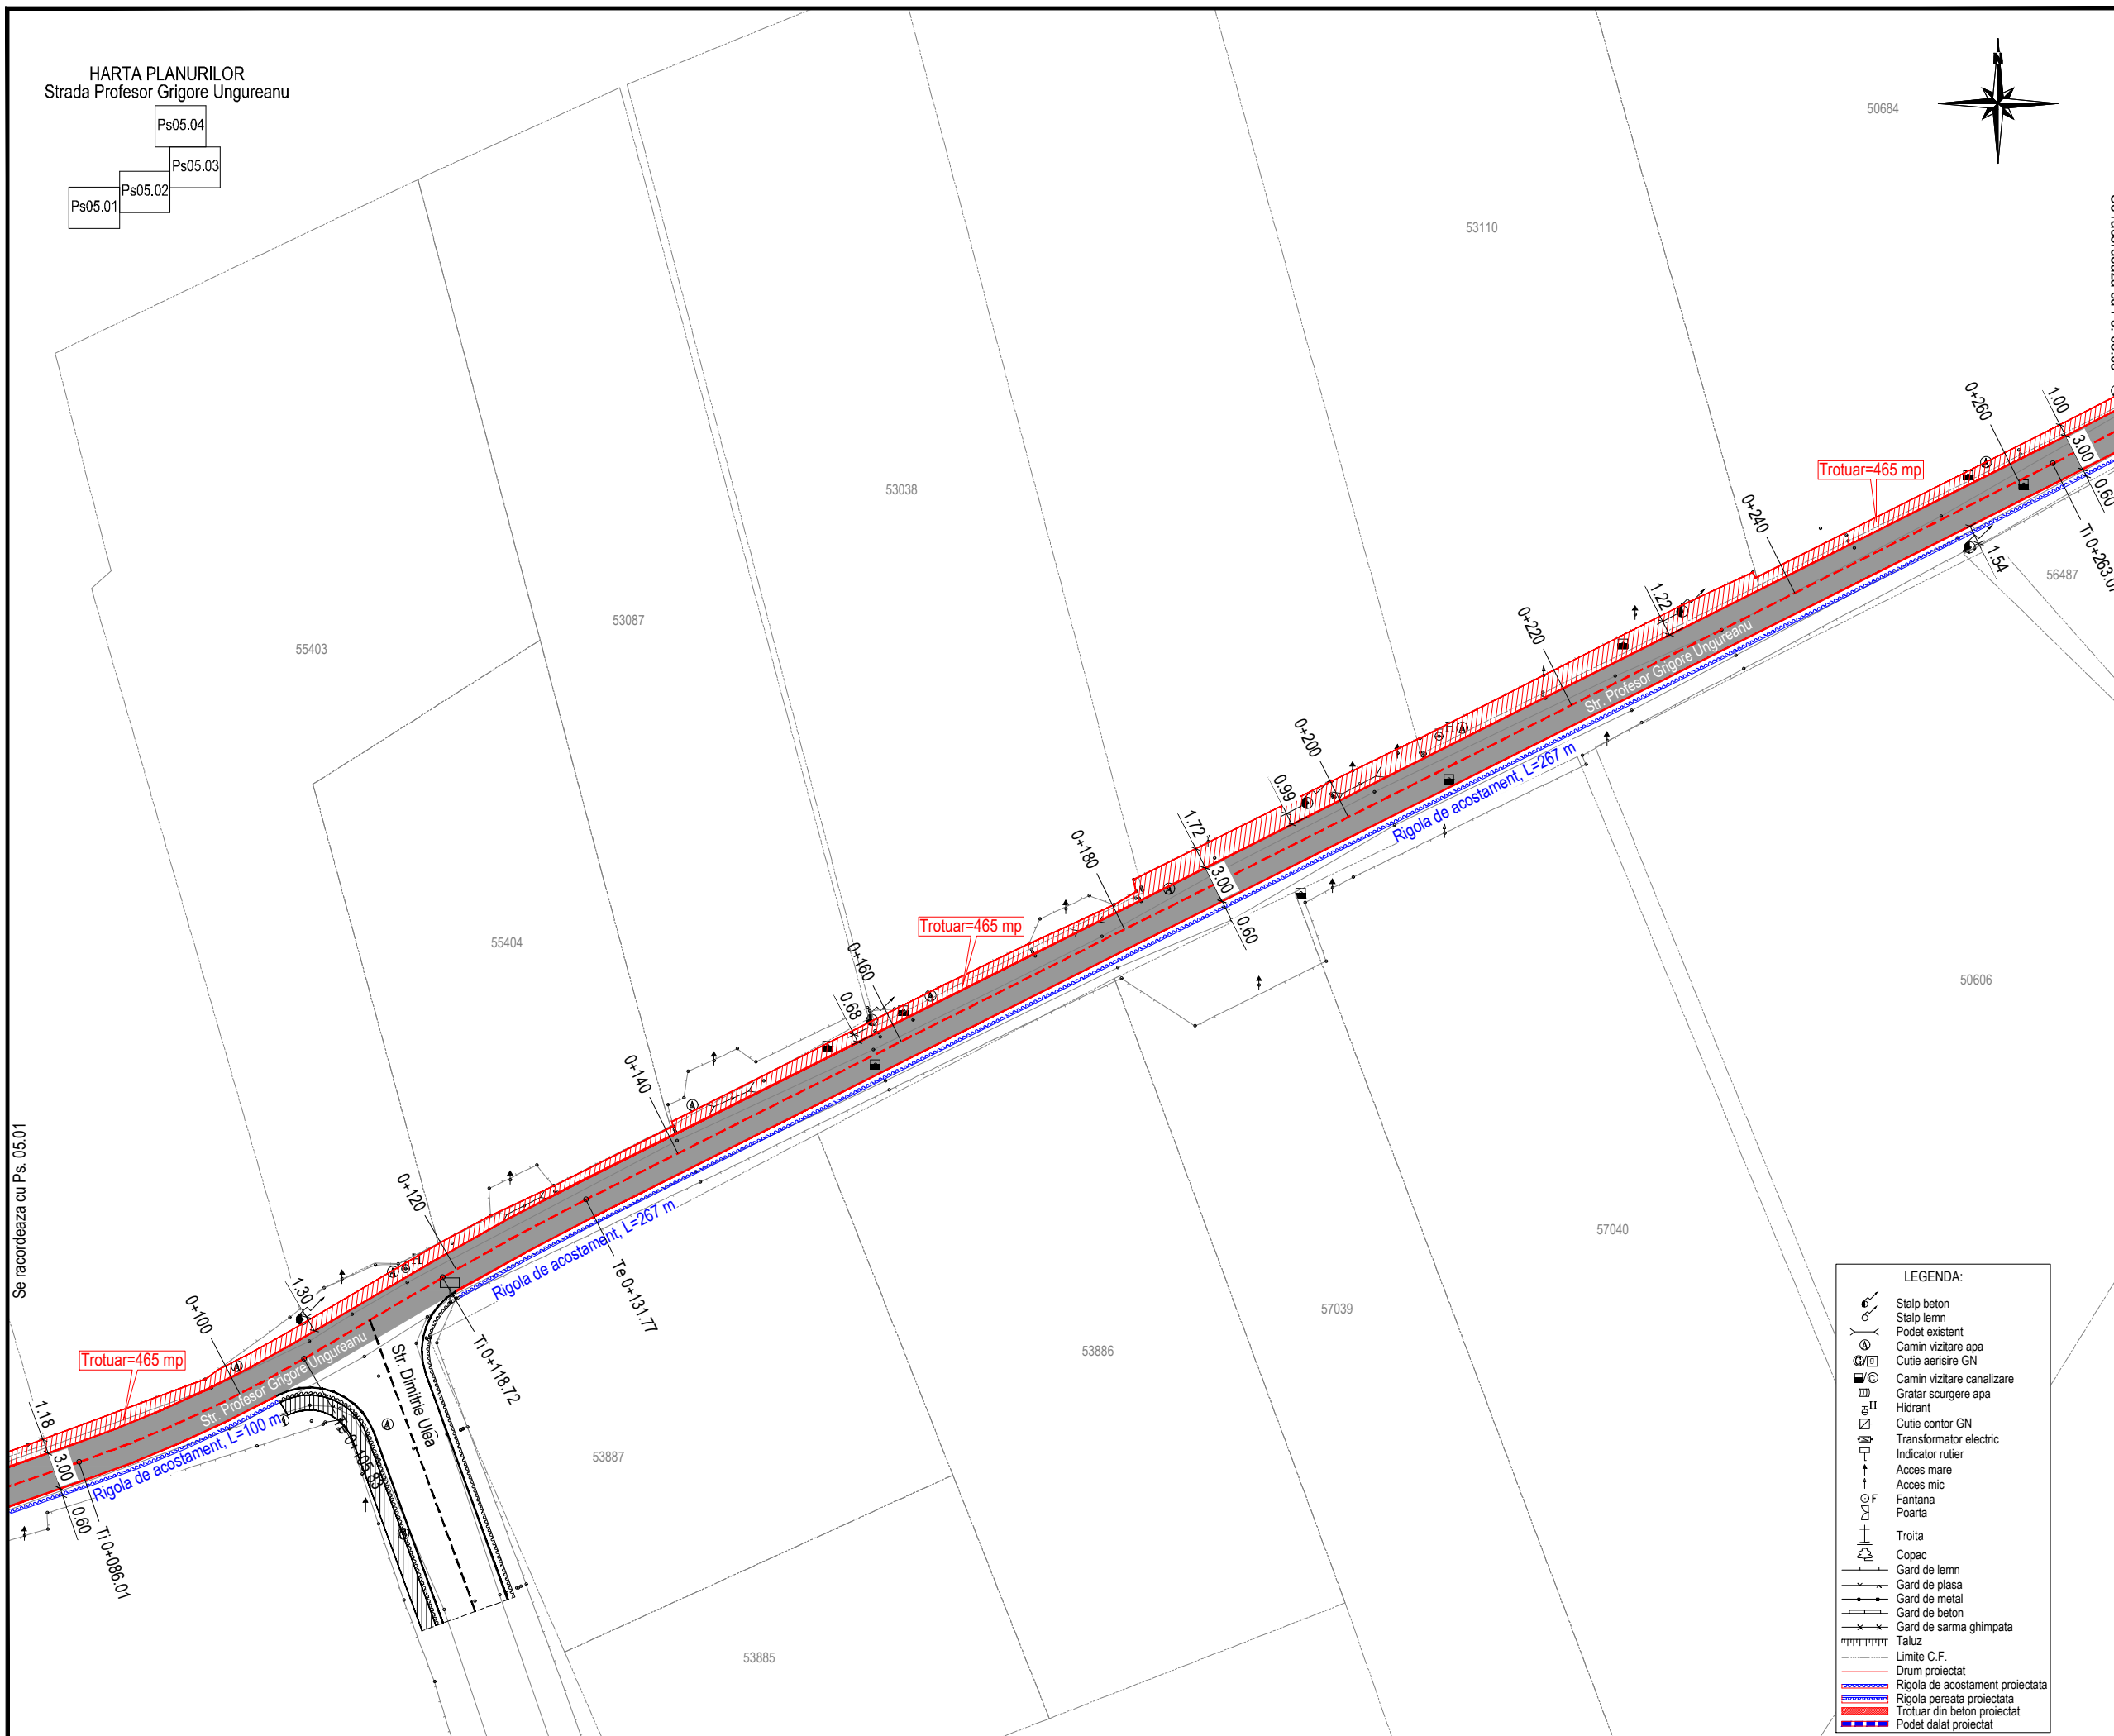 HARTA PLANURILOR
Strada Profesor Grigore Ungureanu
Ps05.04
Ps05.03
Ps05.02
Ps05.01
N
50684
53110
53038
53087
55403
55404
56487
50606
57040
57039
53886
53887
53885
Se racordeaza cu Ps. 05.01
Trotuar=465 mp
Trotuar=465 mp
Trotuar=465 mp
0+100
0+120
0+140
0+160
0+180
0+200
0+220
0+240
0+260
1.18
3.00
0.60
1.30
0.68
1.72
3.00
0.60
0.99
1.22
1.54
1.00
3.00
0.60
Ti 0+086.01
Te 0+105.83
Ti 0+118.72
Te 0+131.77
Str. Profesor Grigore Ungureanu
Str. Profesor Grigore Ungureanu
Str. Dimitrie Ulea
Rigola de acostament, L=100 m
Rigola de acostament, L=267 m
Rigola de acostament, L=267 m
A
A
H
A
A
A
H
A
A
A
A
LEGENDA:
Stalp beton
Stalp lemn
Podet existent
A Camin vizitare apa
G/g Cutie aerisire GN
/C Camin vizitare canalizare
Gratar scurgere apa
H Hidrant
Cutie contor GN
Transformator electric
Indicator rutier
Acces mare
Acces mic
F Fantana
Poarta
Troita
Copac
Gard de lemn
Gard de plasa
Gard de metal
Gard de beton
Gard de sarma ghimpata
Taluz
Limite C.F.
Drum proiectat
Rigola de acostament proiectata
Rigola pereata proiectata
Trotuar din beton proiectat
Podet dalat proiectat